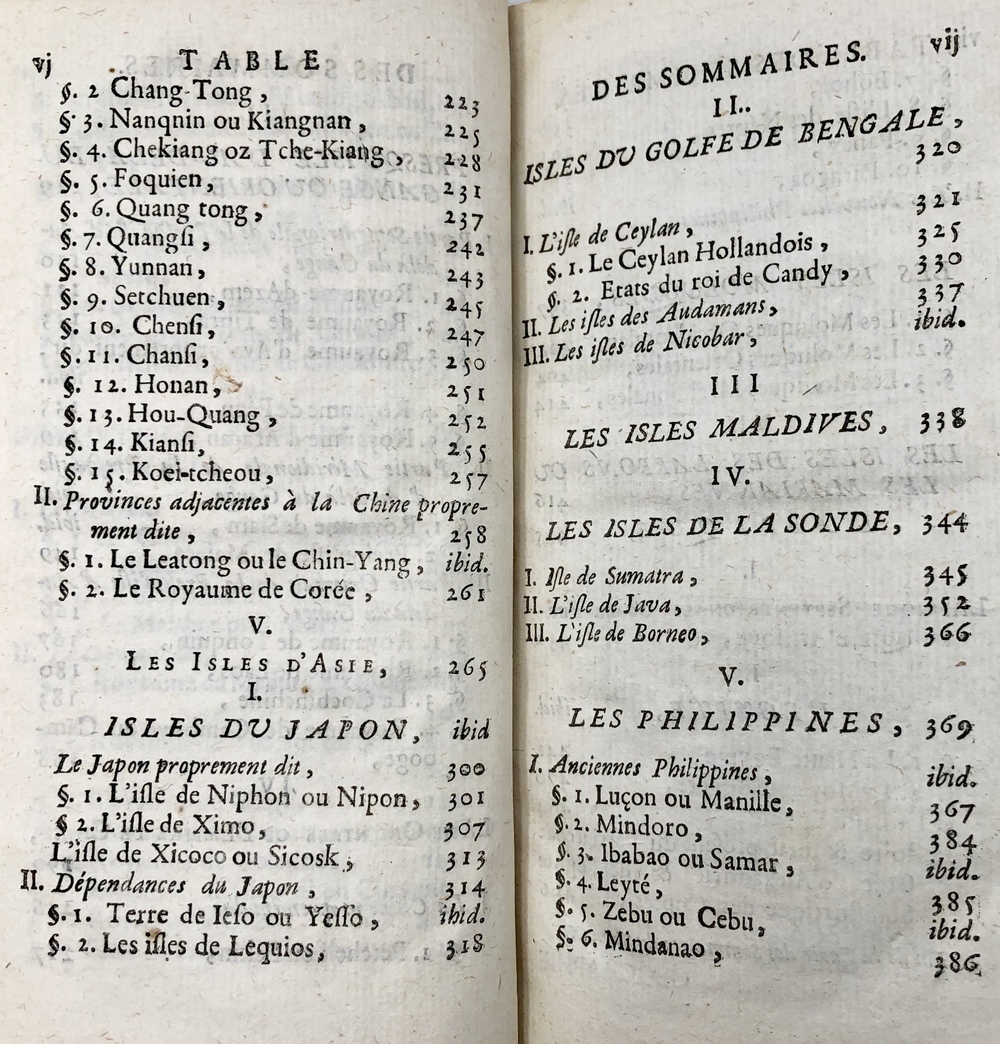 vj TABLE
§. 2 Chang-Tong, 223
§. 3. Nanqnin ou Kiangnan, 225
§. 4. Chekiang oz Tche-Kiang, 228
§. 5. Foquien, 231
§. 6. Quang tong, 237
§. 7. Quangſi, 242
§. 8. Yunnan, 243
§. 9. Setchuen, 245
§. 10. Chenſi, 247
§. 11. Chanſi, 250
§. 12. Honan, 251
§. 13. Hou-Quang, 252
§. 14. Kianſi, 255
§. 15. Koei-tcheou, 257
II. Provinces adjacentes à la Chine propre-
ment dite, 258
§. 1. Le Leatong ou le Chin-Yang, ibid.
§. 2. Le Royaume de Corée, 261
V.
LES ISLES D'ASIE, 265
I.
ISLES DU JAPON, ibid
Le Japon proprement dit, 300
§. 1. L'iſle de Niphon ou Nipon, 301
§ 2. L'iſle de Ximo, 307
L'iſle de Xicoco ou Sicosk, 313
II. Dépendances du Japon, 314
§. 1. Terre de Ieſo ou Yeſſo, ibid.
§. 2. Les iſles de Lequios, 318
DES SOMMAIRES. vij
II..
ISLES DU GOLFE DE BENGALE, 320
I. L'iſle de Ceylan, 321
§. 1. Le Ceylan Hollandois, 325
§. 2. Etats du roi de Candy, 330
II. Les iſles des Audamans, 337
III. Les iſles de Nicobar, ibid.
III
LES ISLES MALDIVES, 338
IV.
LES ISLES DE LA SONDE, 344
I. Iſle de Sumatra, 345
II. L'iſle de Java, 352
III. L'iſle de Borneo, 366
V.
LES PHILIPPINES, 369
I. Anciennes Philippines, ibid.
§. 1. Luçon ou Manille, 367
§. 2. Mindoro, 384
§. 3. Ibabao ou Samar, ibid.
§. 4. Leyté, 385
§. 5. Zebu ou Cebu, ibid.
§. 6. Mindanao, 386